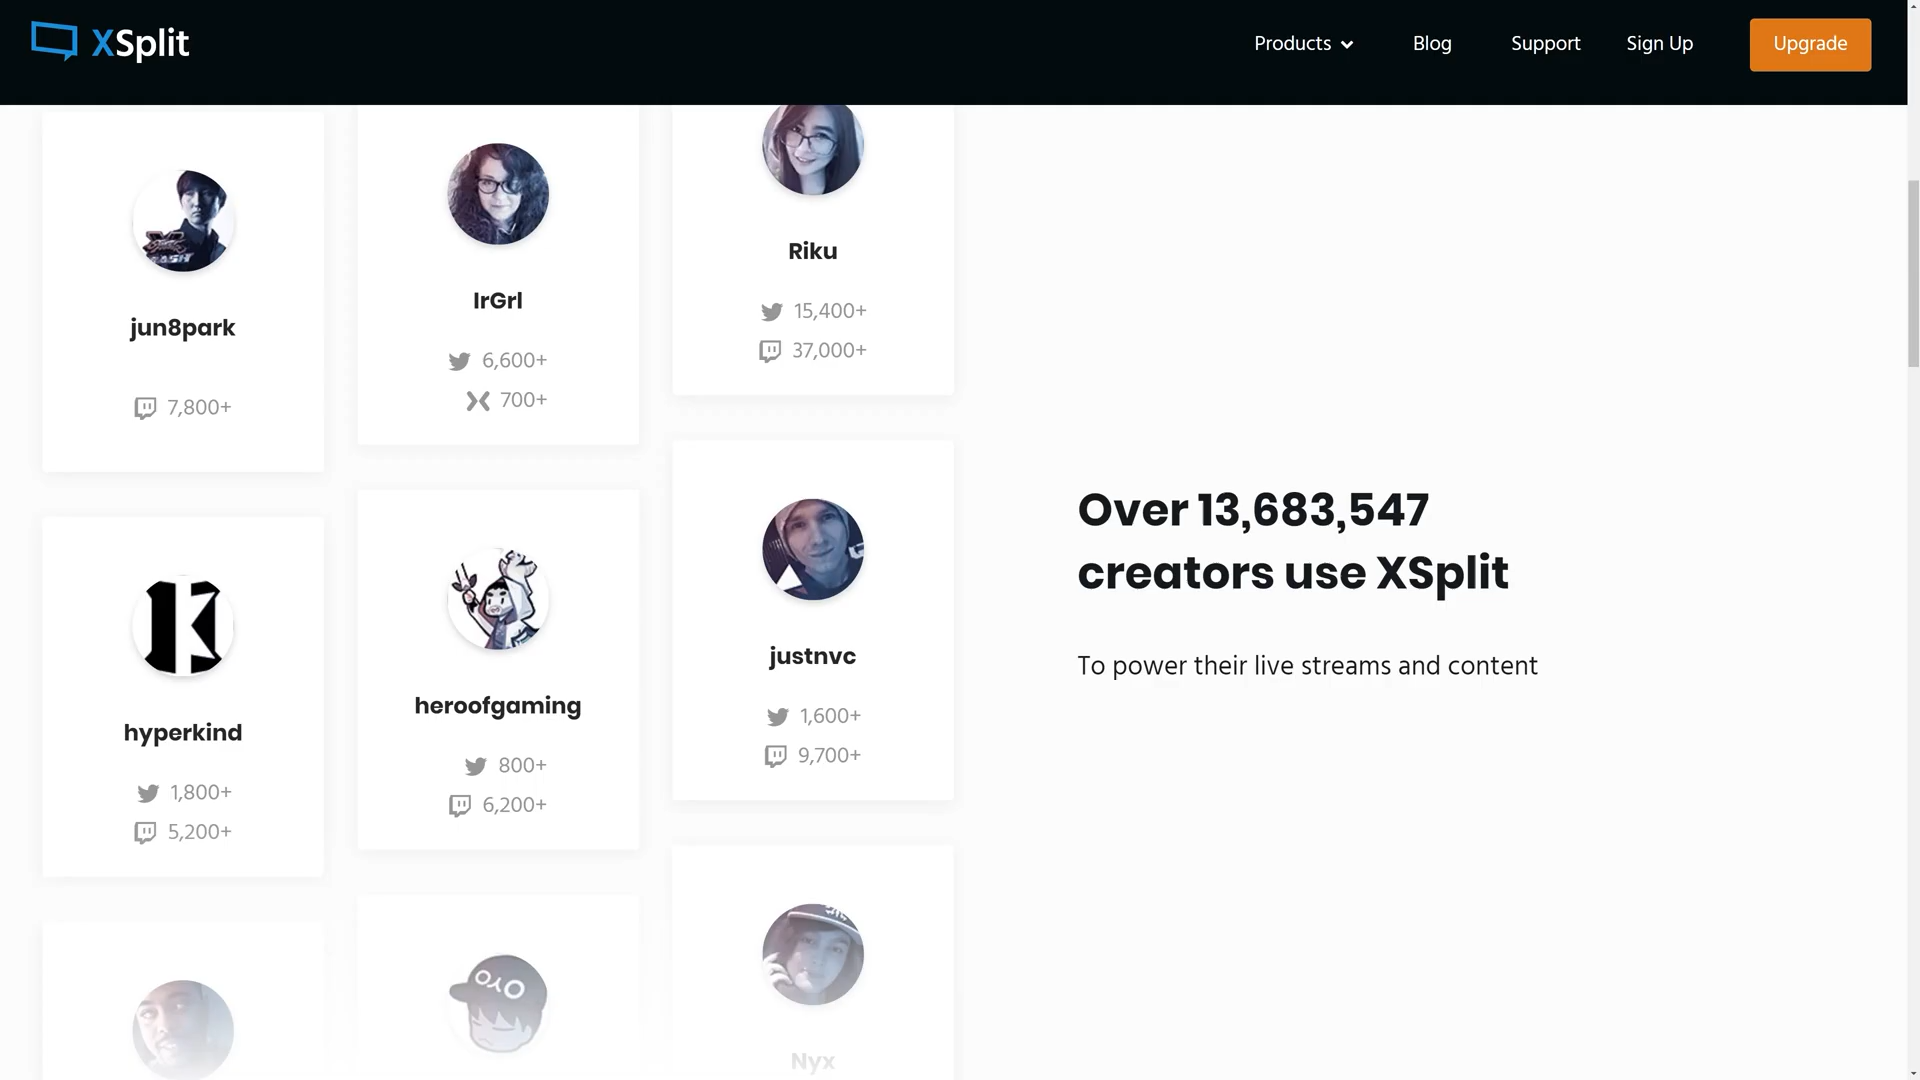 XSplit
Products
Blog
Support
Sign Up
Upgrade
jun8park
7,800+
IrGrl
6,600+
700+
Riku
15,400+
37,000+
hyperkind
1,800+
5,200+
heroofgaming
800+
6,200+
justnvc
1,600+
9,700+
Nyx
Over 13,683,547
creators use XSplit
To power their live streams and content